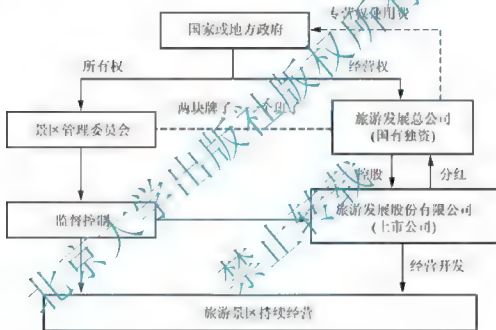 专营权使用费
国家或地方政府
所有权
经营权
两块牌子
景区管理委员会
旅游发展总公司
(国有独资)
控股
分红
监督控制
旅游发展股份有限公司
(上市公司)
经营开发
旅游景区持续经营
北京大学出版社版权所有
禁止转载